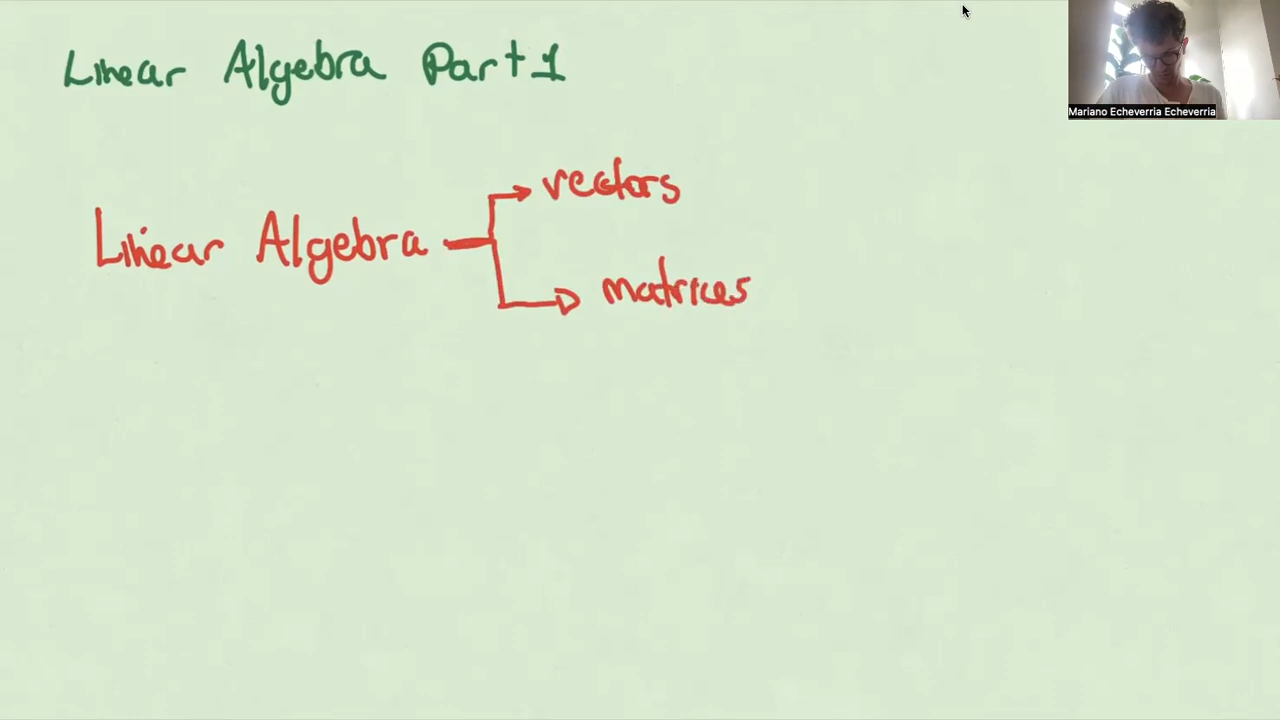 Linear Algebra Part 1
Mariano Echeverria Echeverria
vectors
Linear Algebra
matrices